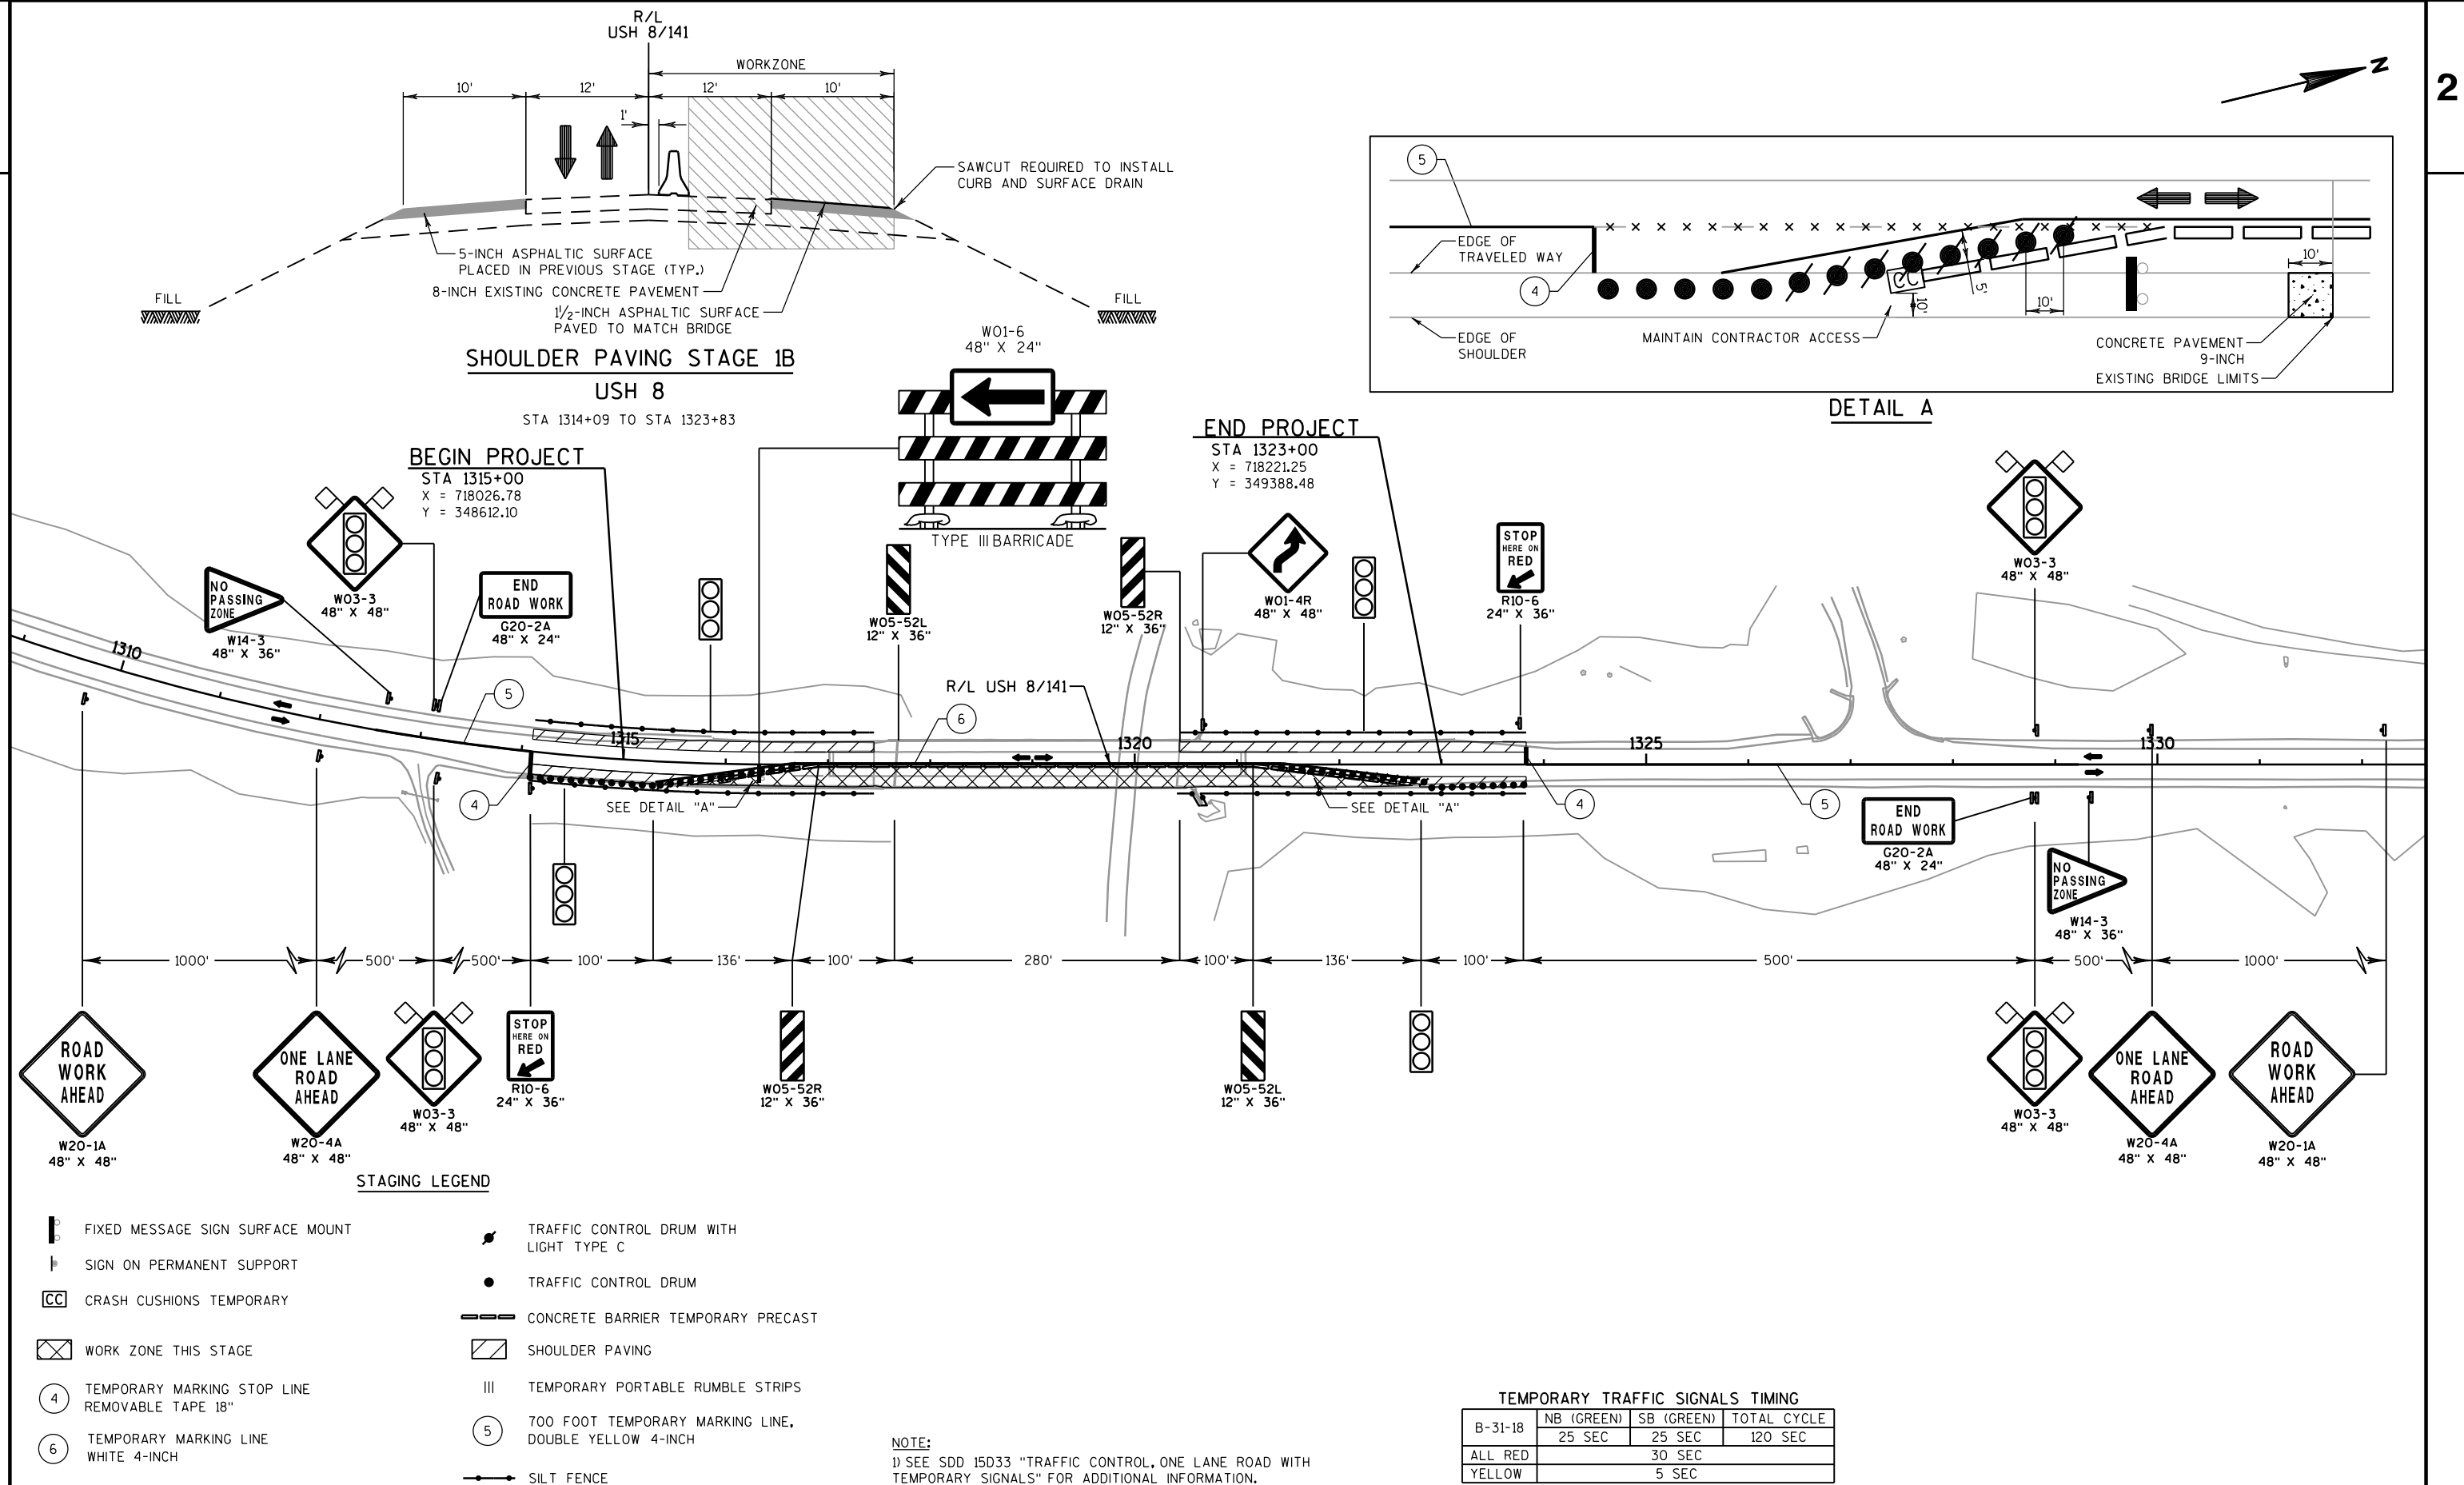 2
R/L
USH 8/141
WORKZONE
10'
12'
12'
10'
1'
SAWCUT REQUIRED TO INSTALL
CURB AND SURFACE DRAIN
5-INCH ASPHALTIC SURFACE
PLACED IN PREVIOUS STAGE (TYP.)
8-INCH EXISTING CONCRETE PAVEMENT
1 1/2-INCH ASPHALTIC SURFACE
PAVED TO MATCH BRIDGE
FILL
FILL
SHOULDER PAVING STAGE 1B
USH 8
STA 1314+09 TO STA 1323+83
N
5
EDGE OF
TRAVELED WAY
4
CC
5'
10'
10'
10'
EDGE OF
SHOULDER
MAINTAIN CONTRACTOR ACCESS
CONCRETE PAVEMENT
9-INCH
EXISTING BRIDGE LIMITS
DETAIL A
WO1-6
48" X 24"
TYPE III BARRICADE
BEGIN PROJECT
STA 1315+00
X = 718026.78
Y = 348612.10
END PROJECT
STA 1323+00
X = 718221.25
Y = 349388.48
NO
PASSING
ZONE
W14-3
48" X 36"
WO3-3
48" X 48"
END
ROAD WORK
G20-2A
48" X 24"
WO5-52L
12" X 36"
WO5-52R
12" X 36"
WO1-4R
48" X 48"
STOP
HERE ON
RED
R10-6
24" X 36"
WO3-3
48" X 48"
1310
5
1315
R/L USH 8/141
6
1320
1325
1330
4
SEE DETAIL "A"
SEE DETAIL "A"
4
5
END
ROAD WORK
G20-2A
48" X 24"
NO
PASSING
ZONE
W14-3
48" X 36"
1000'
500'
500'
100'
136'
100'
280'
100'
136'
100'
500'
500'
1000'
ROAD
WORK
AHEAD
W20-1A
48" X 48"
ONE LANE
ROAD
AHEAD
W20-4A
48" X 48"
WO3-3
48" X 48"
STOP
HERE ON
RED
R10-6
24" X 36"
WO5-52R
12" X 36"
WO5-52L
12" X 36"
WO3-3
48" X 48"
ONE LANE
ROAD
AHEAD
W20-4A
48" X 48"
ROAD
WORK
AHEAD
W20-1A
48" X 48"
STAGING LEGEND
FIXED MESSAGE SIGN SURFACE MOUNT
SIGN ON PERMANENT SUPPORT
CC CRASH CUSHIONS TEMPORARY
WORK ZONE THIS STAGE
4 TEMPORARY MARKING STOP LINE
REMOVABLE TAPE 18"
6 TEMPORARY MARKING LINE
WHITE 4-INCH
TRAFFIC CONTROL DRUM WITH
LIGHT TYPE C
TRAFFIC CONTROL DRUM
CONCRETE BARRIER TEMPORARY PRECAST
SHOULDER PAVING
TEMPORARY PORTABLE RUMBLE STRIPS
5 700 FOOT TEMPORARY MARKING LINE,
DOUBLE YELLOW 4-INCH
SILT FENCE
NOTE:
1) SEE SDD 15D33 "TRAFFIC CONTROL, ONE LANE ROAD WITH
TEMPORARY SIGNALS" FOR ADDITIONAL INFORMATION.
TEMPORARY TRAFFIC SIGNALS TIMING
B-31-18 NB (GREEN) SB (GREEN) TOTAL CYCLE
25 SEC 25 SEC 120 SEC
ALL RED 30 SEC
YELLOW 5 SEC